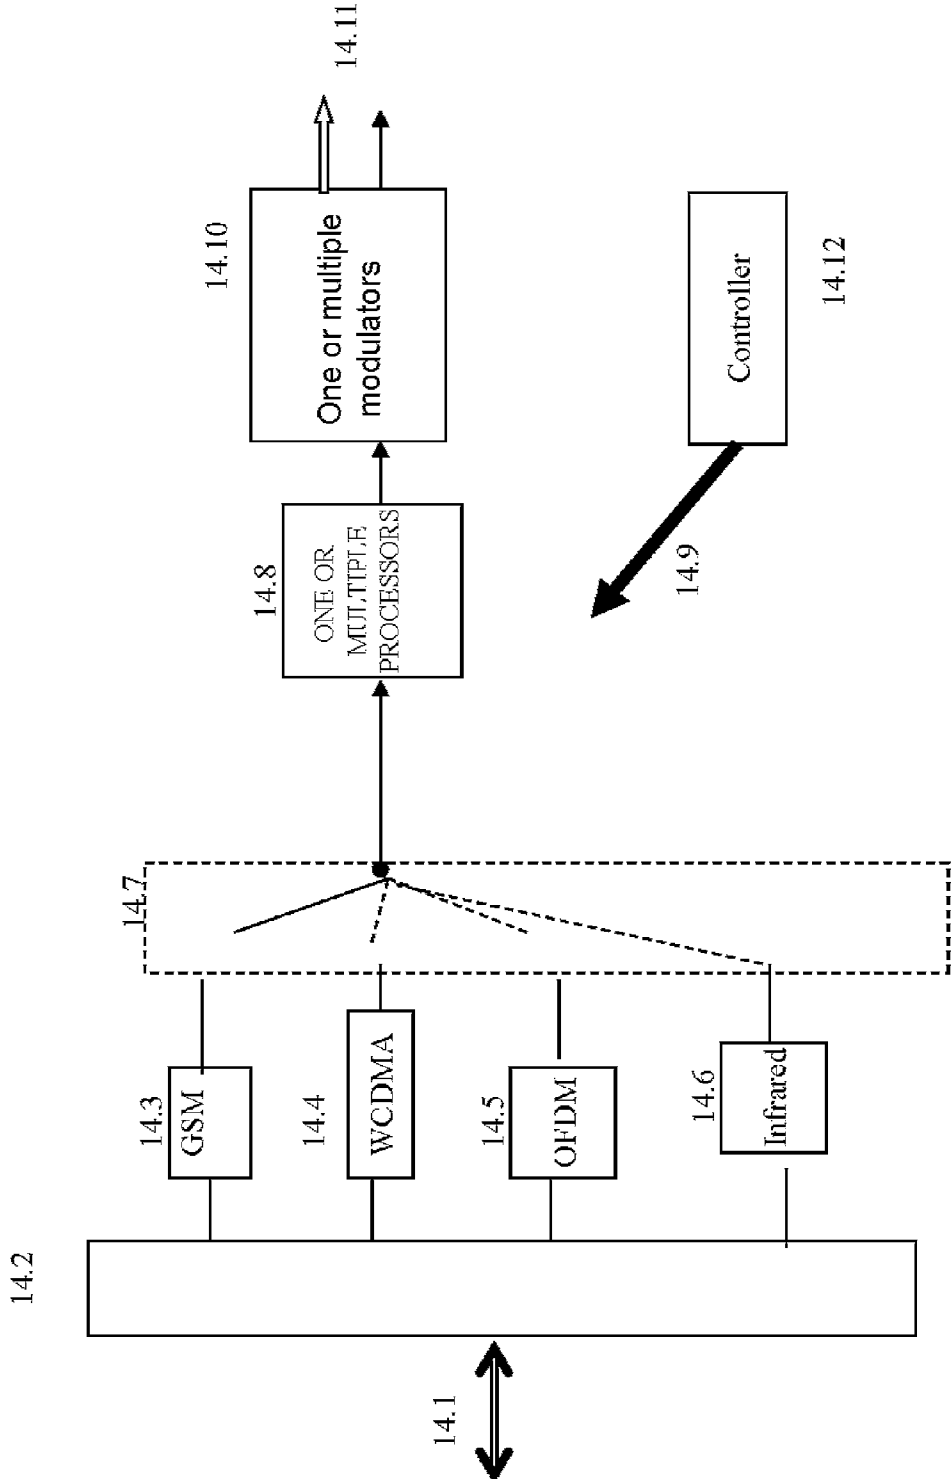 14.1
14.2
14.3
GSM
14.4
WCDMA
14.5
OFDM
14.6
Infrared
14.7
14.8
ONE OR
MULTIPLE
PROCESSORS
14.9
14.10
One or multiple
modulators
14.11
Controller
14.12